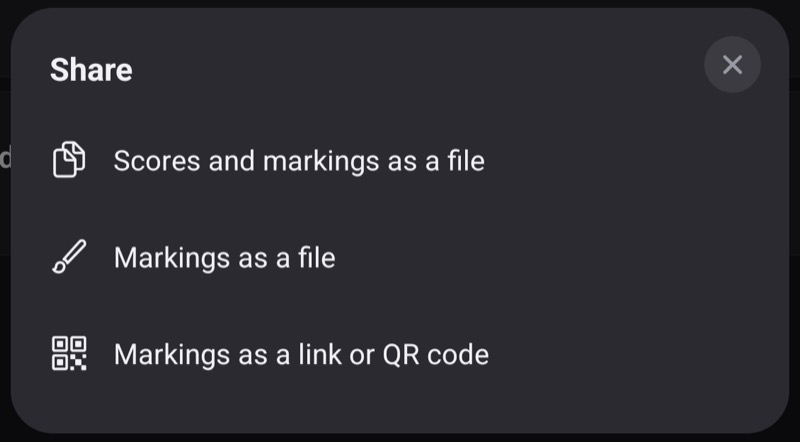 Share
Scores and markings as a file
Markings as a file
Markings as a link or QR code